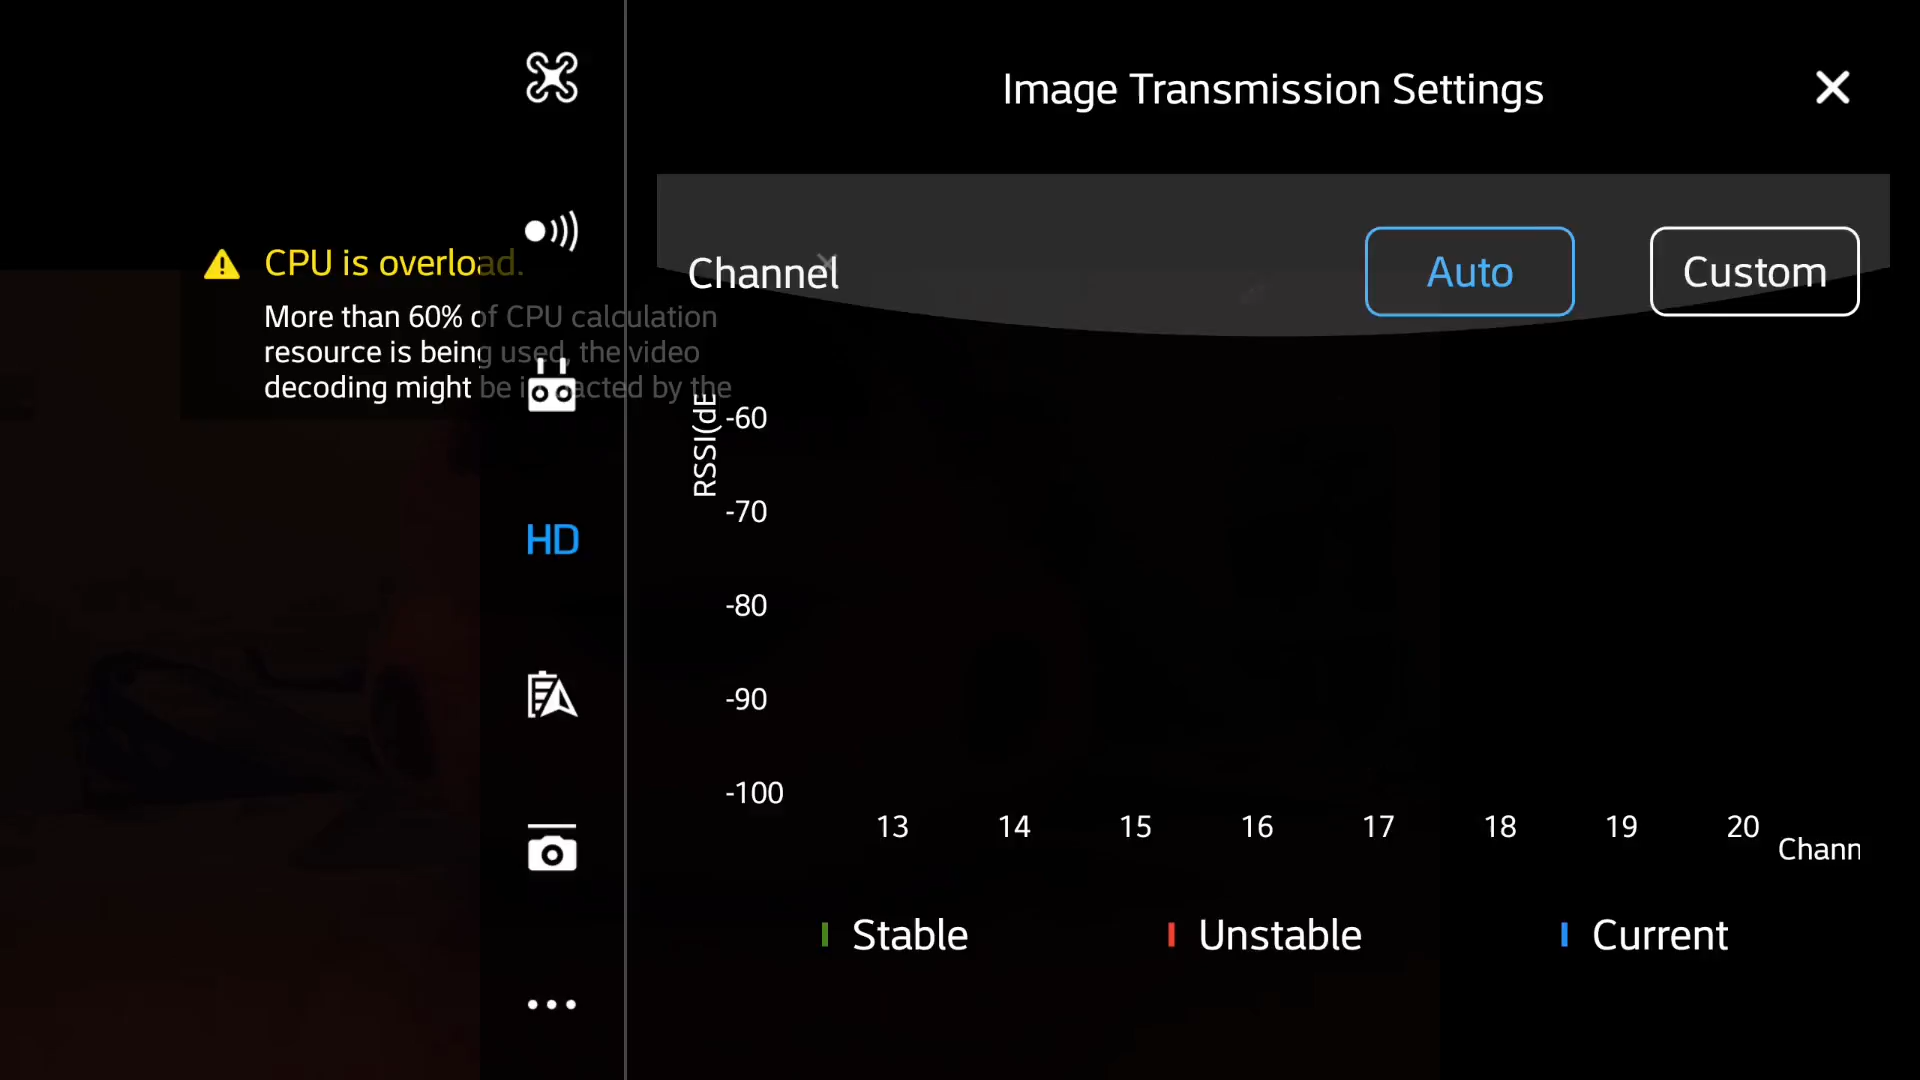 Image Transmission Settings
CPU is overload.
More than 60% of CPU calculation
resource is being used, the video
decoding might be impacted by the
Channel
Auto
Custom
HD
RSSI(dE
-60
-70
-80
-90
-100
13 14 15 16 17 18 19 20
Chann
Stable
Unstable
Current